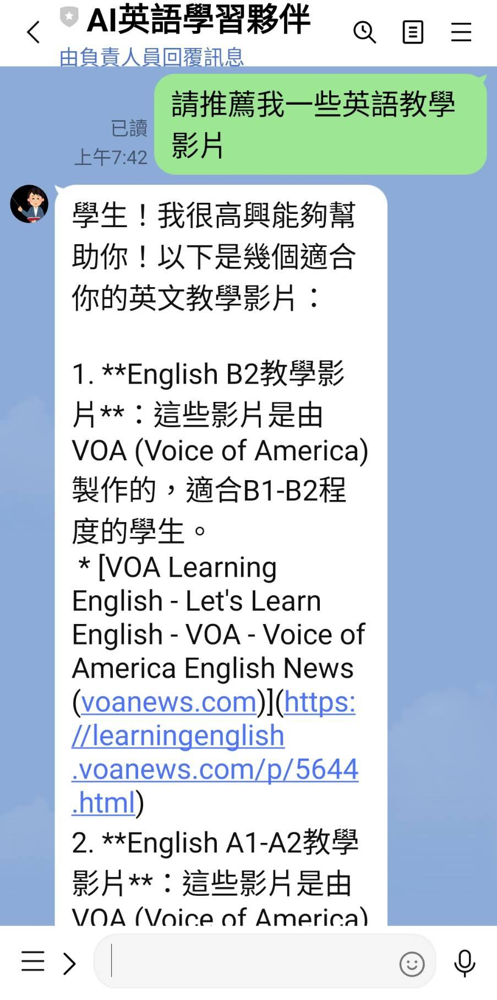 AI英語學習夥伴
由負責人員回覆訊息
請推薦我一些英語教學
影片
已讀
上午7:42
學生！我很高興能夠幫
助你！以下是幾個適合
你的英文教學影片：
1. **English B2教學影
片**：這些影片是由
VOA (Voice of America)
製作的，適合B1-B2程
度的學生。
* [VOA Learning
English - Let's Learn
English - VOA - Voice of
America English News
(voanews.com)](https:
//learningenglish
.voanews.com/p/5644
.html)
2. **English A1-A2教學
影片**：這些影片是由
VOA (Voice of America)